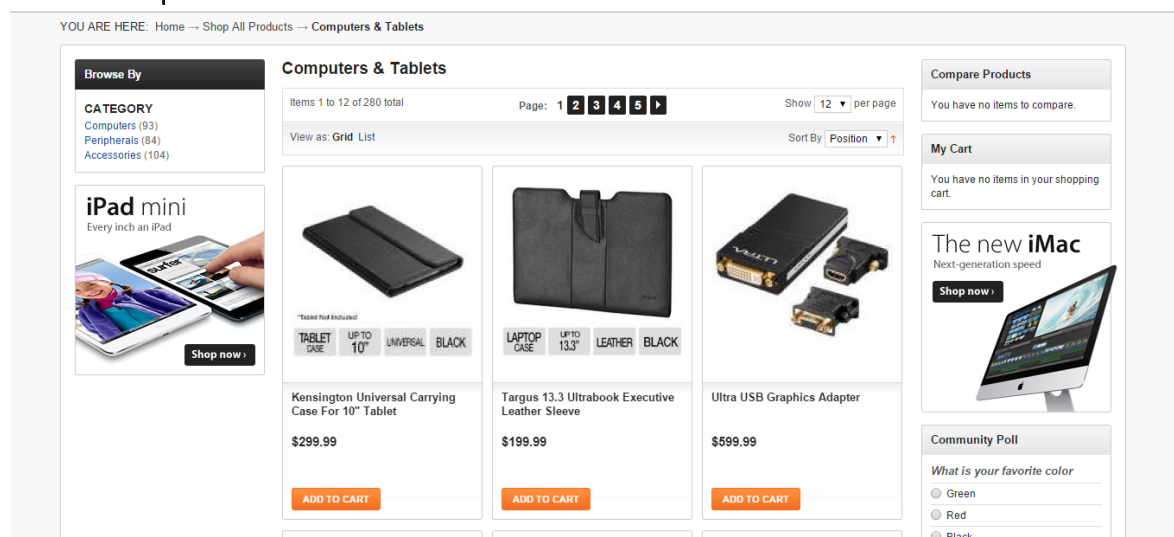 YOU ARE HERE: Home → Shop All Products → Computers & Tablets
Browse By
CATEGORY
Computers (93)
Peripherals (84)
Accessories (104)
iPad mini
Every inch an iPad
surfer
Shop now ›
Computers & Tablets
Items 1 to 12 of 280 total
Page: 1 2 3 4 5
Show 12 per page
View as: Grid List
Sort By Position
*Tablet Not Included
TABLET CASE
UP TO 10"
UNIVERSAL
BLACK
Kensington Universal Carrying
Case For 10" Tablet
$299.99
ADD TO CART
LAPTOP CASE
UP TO 13.3"
LEATHER
BLACK
Targus 13.3 Ultrabook Executive
Leather Sleeve
$199.99
ADD TO CART
ULTRA
Ultra USB Graphics Adapter
$599.99
ADD TO CART
Compare Products
You have no items to compare.
My Cart
You have no items in your shopping
cart.
The new iMac
Next-generation speed
Shop now ›
Community Poll
What is your favorite color
Green
Red
Black